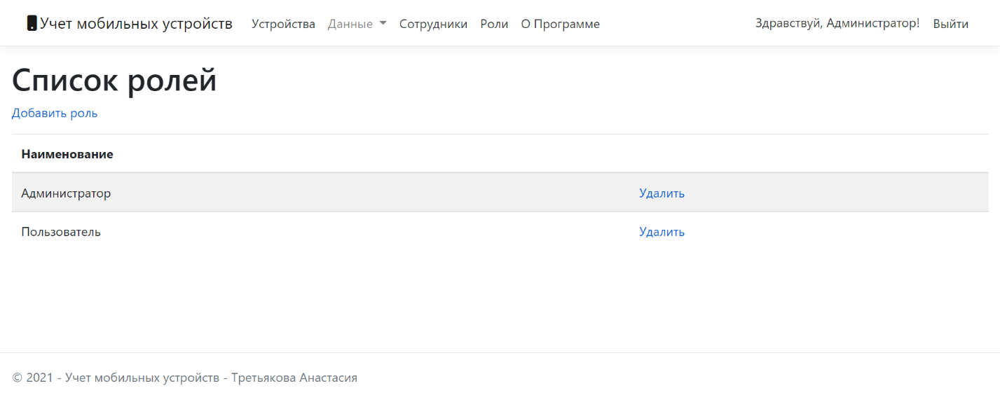 Учет мобильных устройств Устройства Данные Сотрудники Роли О Программе Здравствуй, Администратор! Выйти
Список ролей
Добавить роль
Наименование
Администратор Удалить
Пользователь Удалить
© 2021 - Учет мобильных устройств - Третьякова Анастасия